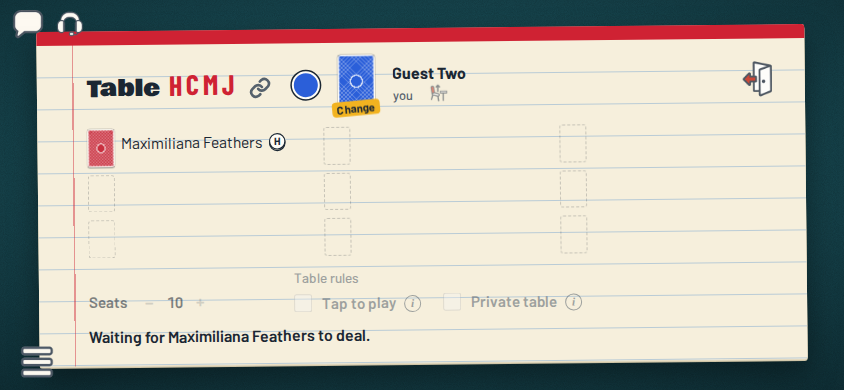 Table HCMJ
Guest Two
you
Change
Maximiliana Feathers H
Table rules
Seats − 10 + Tap to play i Private table i
Waiting for Maximiliana Feathers to deal.